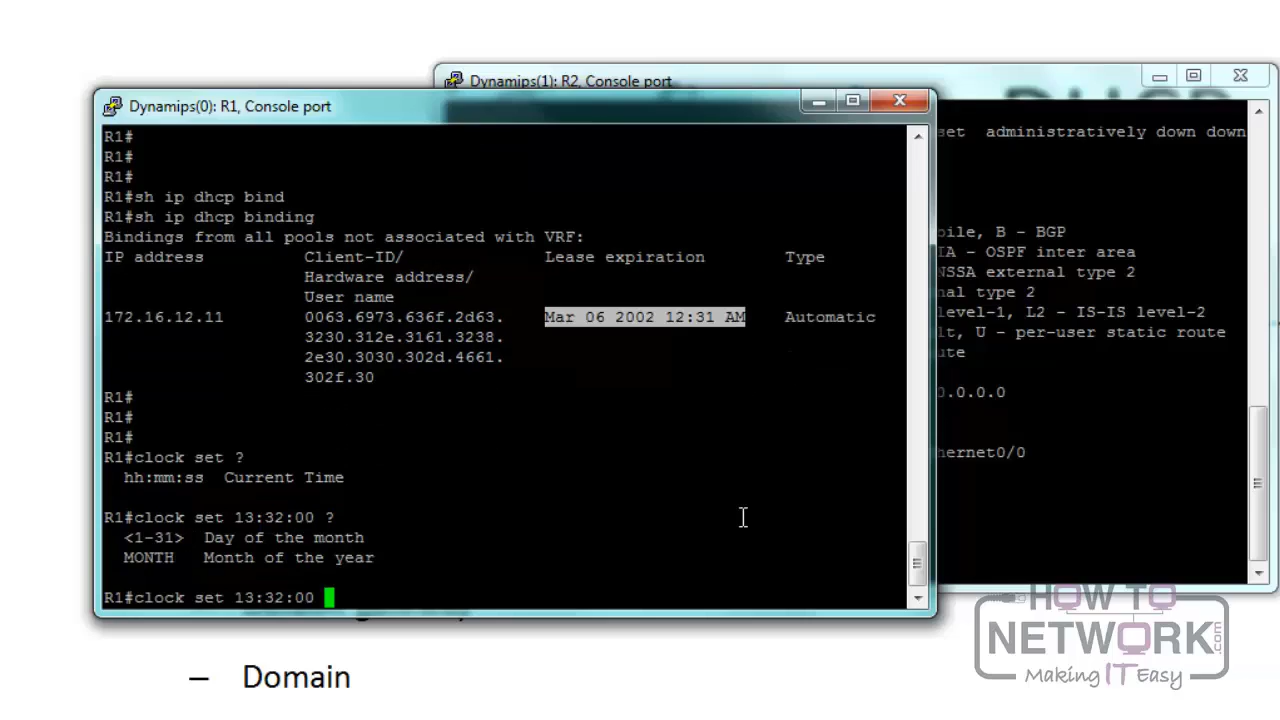 Dynamips(1): R2, Console port
Dynamips(0): R1, Console port
R1#
R1#
R1#
R1#sh ip dhcp bind
R1#sh ip dhcp binding
Bindings from all pools not associated with VRF:
IP address Client-ID/ Lease expiration Type
Hardware address/
User name
172.16.12.11 0063.6973.636f.2d63. Mar 06 2002 12:31 AM Automatic
3230.312e.3161.3238.
2e30.3030.302d.4661.
302f.30
R1#
R1#
R1#
R1#clock set ?
hh:mm:ss Current Time
R1#clock set 13:32:00 ?
<1-31> Day of the month
MONTH Month of the year
R1#clock set 13:32:00
set administratively down down
bile, B - BGP
IA - OSPF inter area
NSSA external type 2
nal type 2
level-1, L2 - IS-IS level-2
lt, U - per-user static route
ute
0.0.0.0
hernet0/0
– Domain
HOW TO
NETWORK.com
Making IT Easy